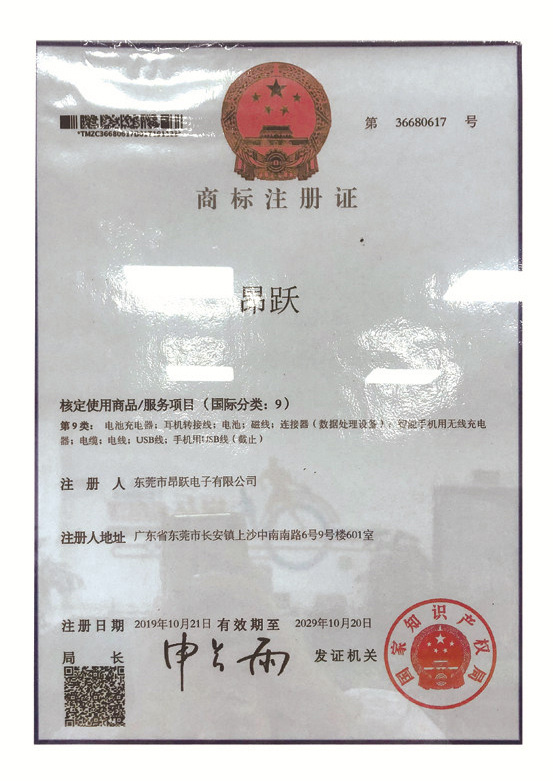 第 36680617 号
商标注册证
昂跃
核定使用商品/服务项目（国际分类：9）
第9类：电池充电器；耳机转接线；电池；磁线；连接器（数据处理设备）；智能手机用无线充电
器；电缆；电线；USB线；手机用USB线（截止）
注册人 东莞市昂跃电子有限公司
注册人地址 广东省东莞市长安镇上沙中南南路6号9号楼601室
注册日期 2019年10月21日 有效期至 2029年10月20日
局长 申长雨 发证机关
国家知识产权局